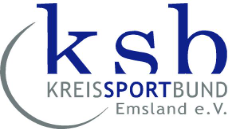 ksb
KREISSPORTBUND
Emsland e.V.